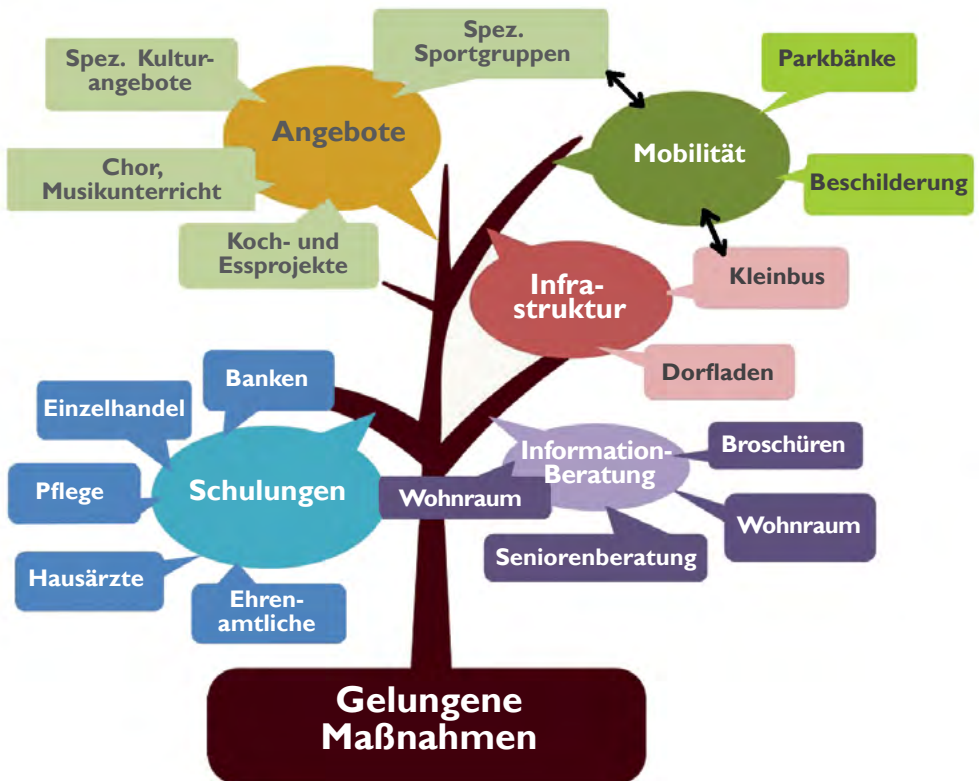 Spez. Kultur-
angebote
Spez.
Sportgruppen
Parkbänke
Angebote
Mobilität
Chor,
Musikunterricht
Beschilderung
Koch- und
Essprojekte
Infra-
struktur
Kleinbus
Dorfladen
Banken
Einzelhandel
Pflege
Schulungen
Hausärzte
Ehren-
amtliche
Information-
Beratung
Broschüren
Wohnraum
Wohnraum
Seniorenberatung
Gelungene
Maßnahmen